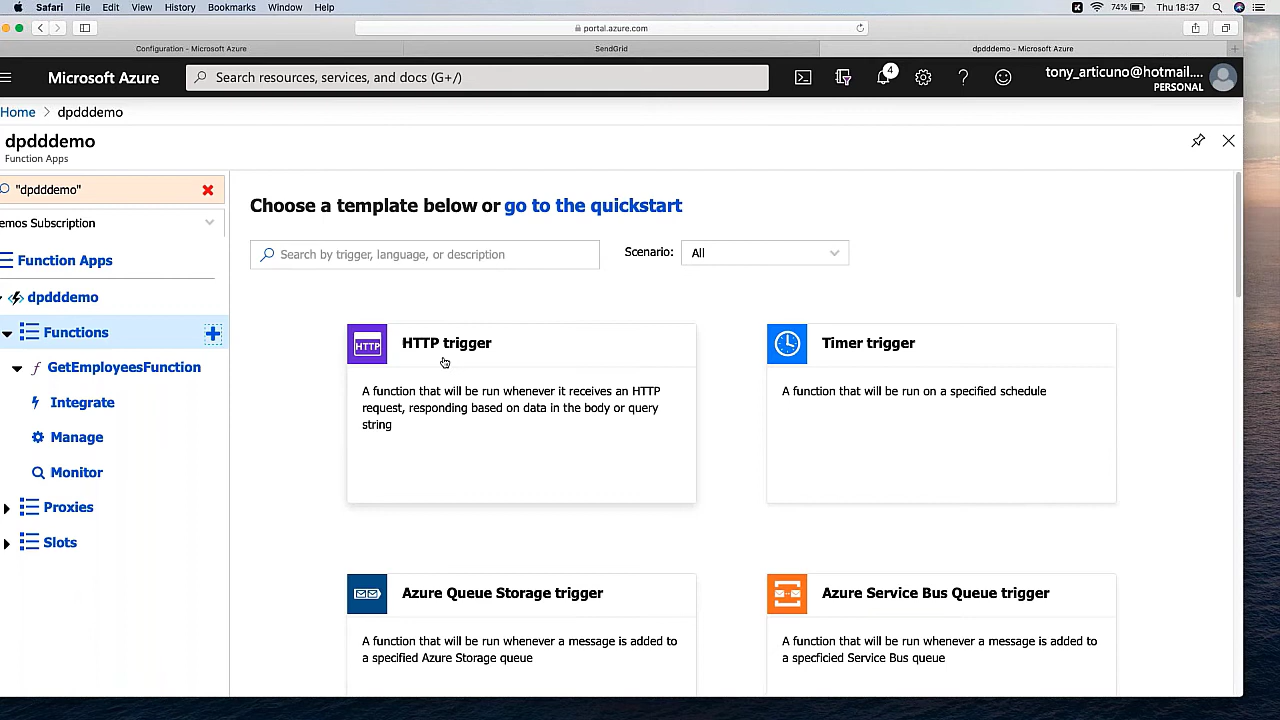 Safari File Edit View History Bookmarks Window Help 74% Thu 18:37
portal.azure.com
Configuration - Microsoft Azure SendGrid dpdddemo - Microsoft Azure
Microsoft Azure Search resources, services, and docs (G+/) 4 tony_articuno@hotmail....
PERSONAL
Home > dpdddemo
dpdddemo
Function Apps
"dpdddemo"
emos Subscription
Function Apps
dpdddemo
Functions
GetEmployeesFunction
Integrate
Manage
Monitor
Proxies
Slots
Choose a template below or go to the quickstart
Search by trigger, language, or description Scenario: All
HTTP
HTTP trigger
A function that will be run whenever it receives an HTTP
request, responding based on data in the body or query
string
Timer trigger
A function that will be run on a specified schedule
Azure Queue Storage trigger
A function that will be run whenever a message is added to
a specified Azure Storage queue
Azure Service Bus Queue trigger
A function that will be run whenever a message is added to
a specficied Service Bus queue